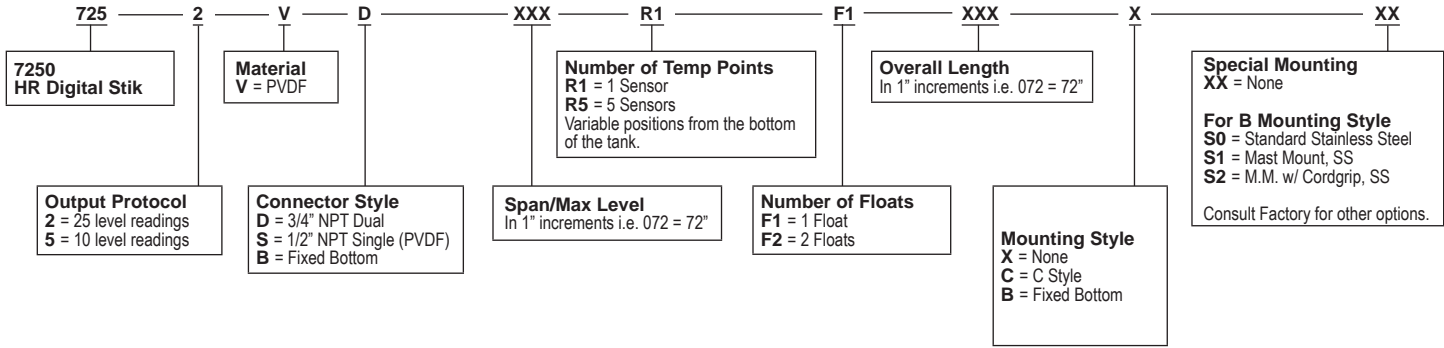 725 2 V D XXX R1 F1 XXX X XX
7250
HR Digital Stik
Material
V = PVDF
Number of Temp Points
R1 = 1 Sensor
R5 = 5 Sensors
Variable positions from the bottom
of the tank.
Overall Length
In 1” increments i.e. 072 = 72”
Special Mounting
XX = None
For B Mounting Style
S0 = Standard Stainless Steel
S1 = Mast Mount, SS
S2 = M.M. w/ Cordgrip, SS
Consult Factory for other options.
Output Protocol
2 = 25 level readings
5 = 10 level readings
Connector Style
D = 3/4” NPT Dual
S = 1/2” NPT Single (PVDF)
B = Fixed Bottom
Span/Max Level
In 1” increments i.e. 072 = 72”
Number of Floats
F1 = 1 Float
F2 = 2 Floats
Mounting Style
X = None
C = C Style
B = Fixed Bottom